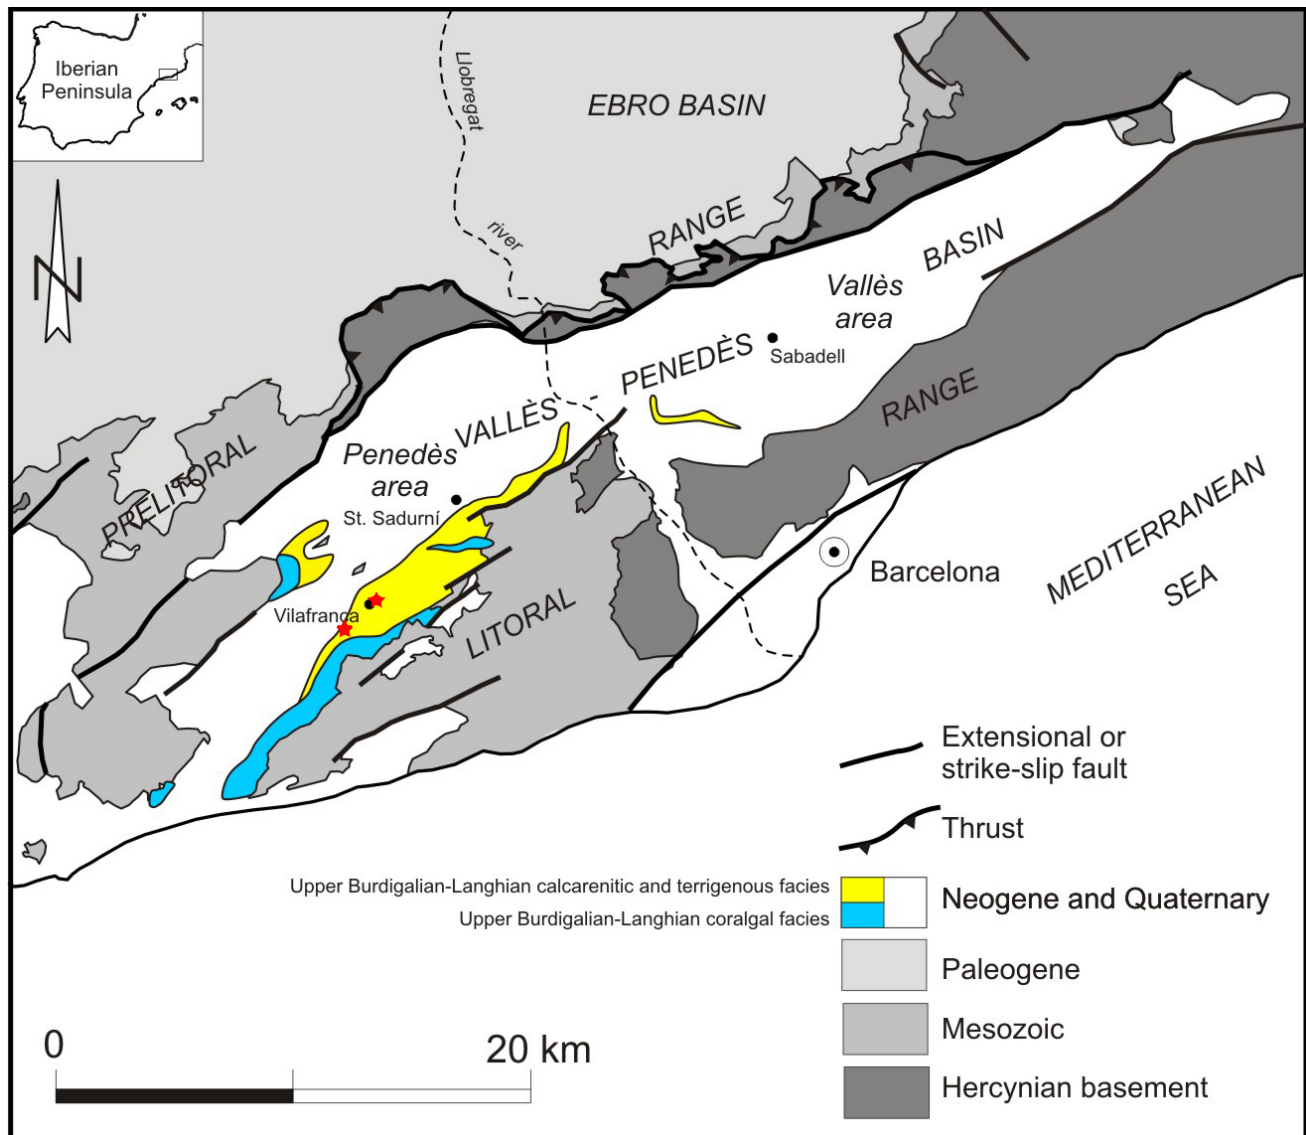 Iberian
Peninsula
Llobregat
river
EBRO BASIN
N
RANGE
BASIN
Vallès
area
Sabadell
PENEDÈS
-
VALLÈS
RANGE
PRELITORAL
Penedès
area
St. Sadurní
Vilafranca
LITORAL
Barcelona
MEDITERRANEAN
SEA
Extensional or
strike-slip fault
Thrust
Upper Burdigalian-Langhian calcarenitic and terrigenous facies
Upper Burdigalian-Langhian coralgal facies
Neogene and Quaternary
Paleogene
Mesozoic
Hercynian basement
0
20 km